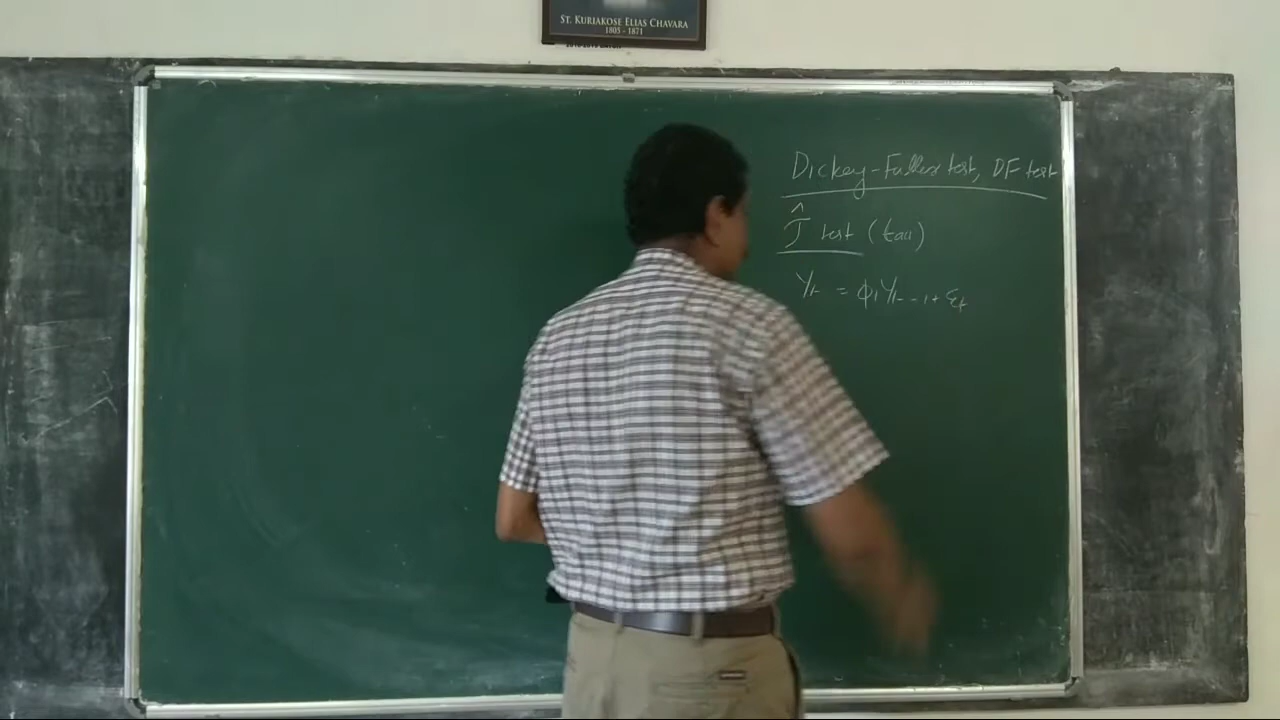 ST. KURIAKOSE ELIAS CHAVARA
1805 - 1871
Dickey-Fuller test, DF test
τ̂ test (tau)
Yt = φ1Yt-1 + εt